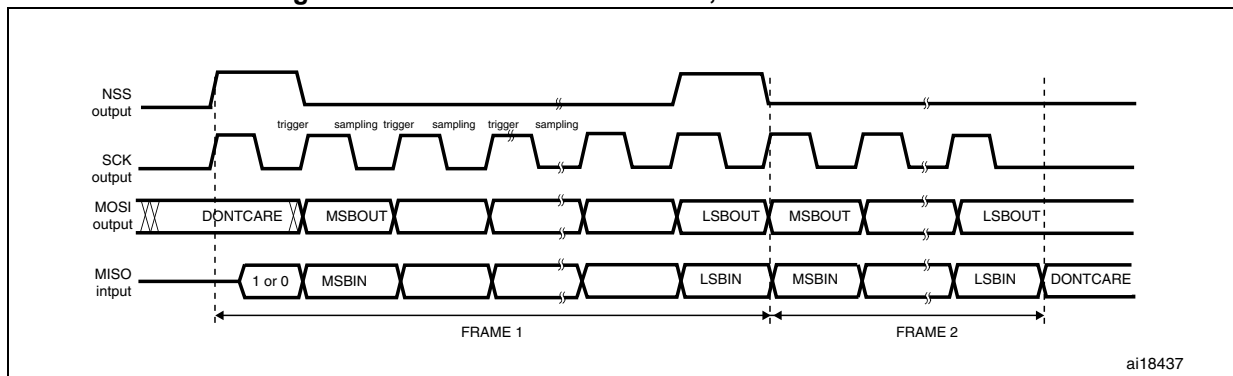 NSS
output
trigger sampling trigger sampling trigger sampling
SCK
output
MOSI
output
DONTCARE MSBOUT LSBOUT MSBOUT LSBOUT
MISO
intput
1 or 0 MSBIN LSBIN MSBIN LSBIN DONTCARE
FRAME 1 FRAME 2
ai18437